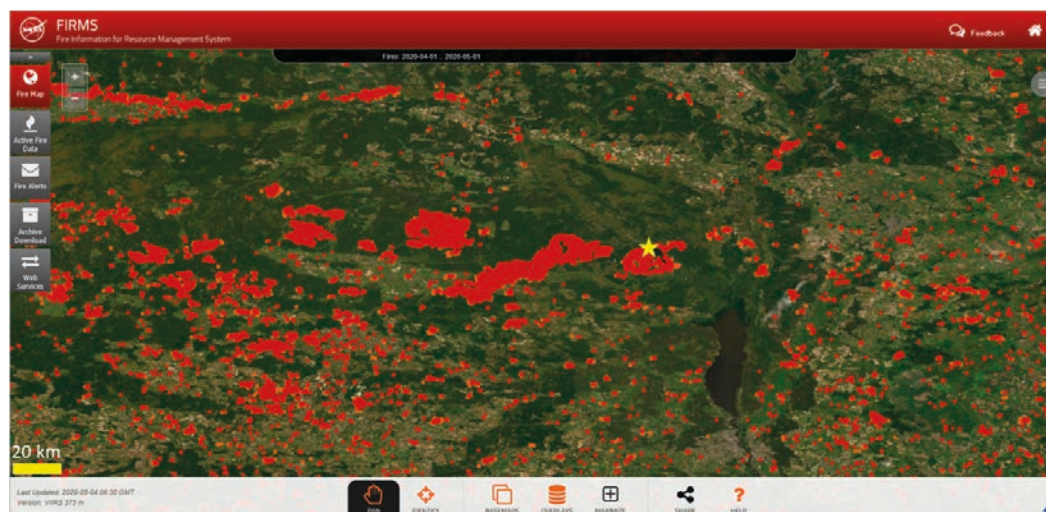 NASA
FIRMS
Fire Information for Resource Management System
Feedback
Fires: 2020-04-01 .. 2020-05-01
Fire Map
+
−
Active Fire
Data
Fire Alerts
Archive
Download
Web
Services
20 km
Last Updated: 2020-05-04 06:30 GMT
Version: VIIRS 375 m
PAN
IDENTIFY
BASEMAPS
OVERLAYS
MAXIMIZE
SHARE
HELP